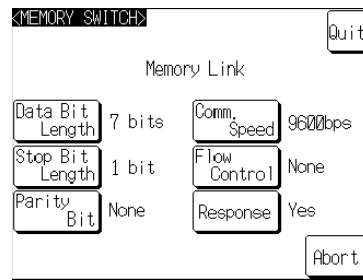 <MEMORY SWITCH>
Quit
Memory Link
Data Bit
Length
7 bits
Comm.
Speed
9600bps
Stop Bit
Length
1 bit
Flow
Control
None
Parity
Bit
None
Response
Yes
Abort